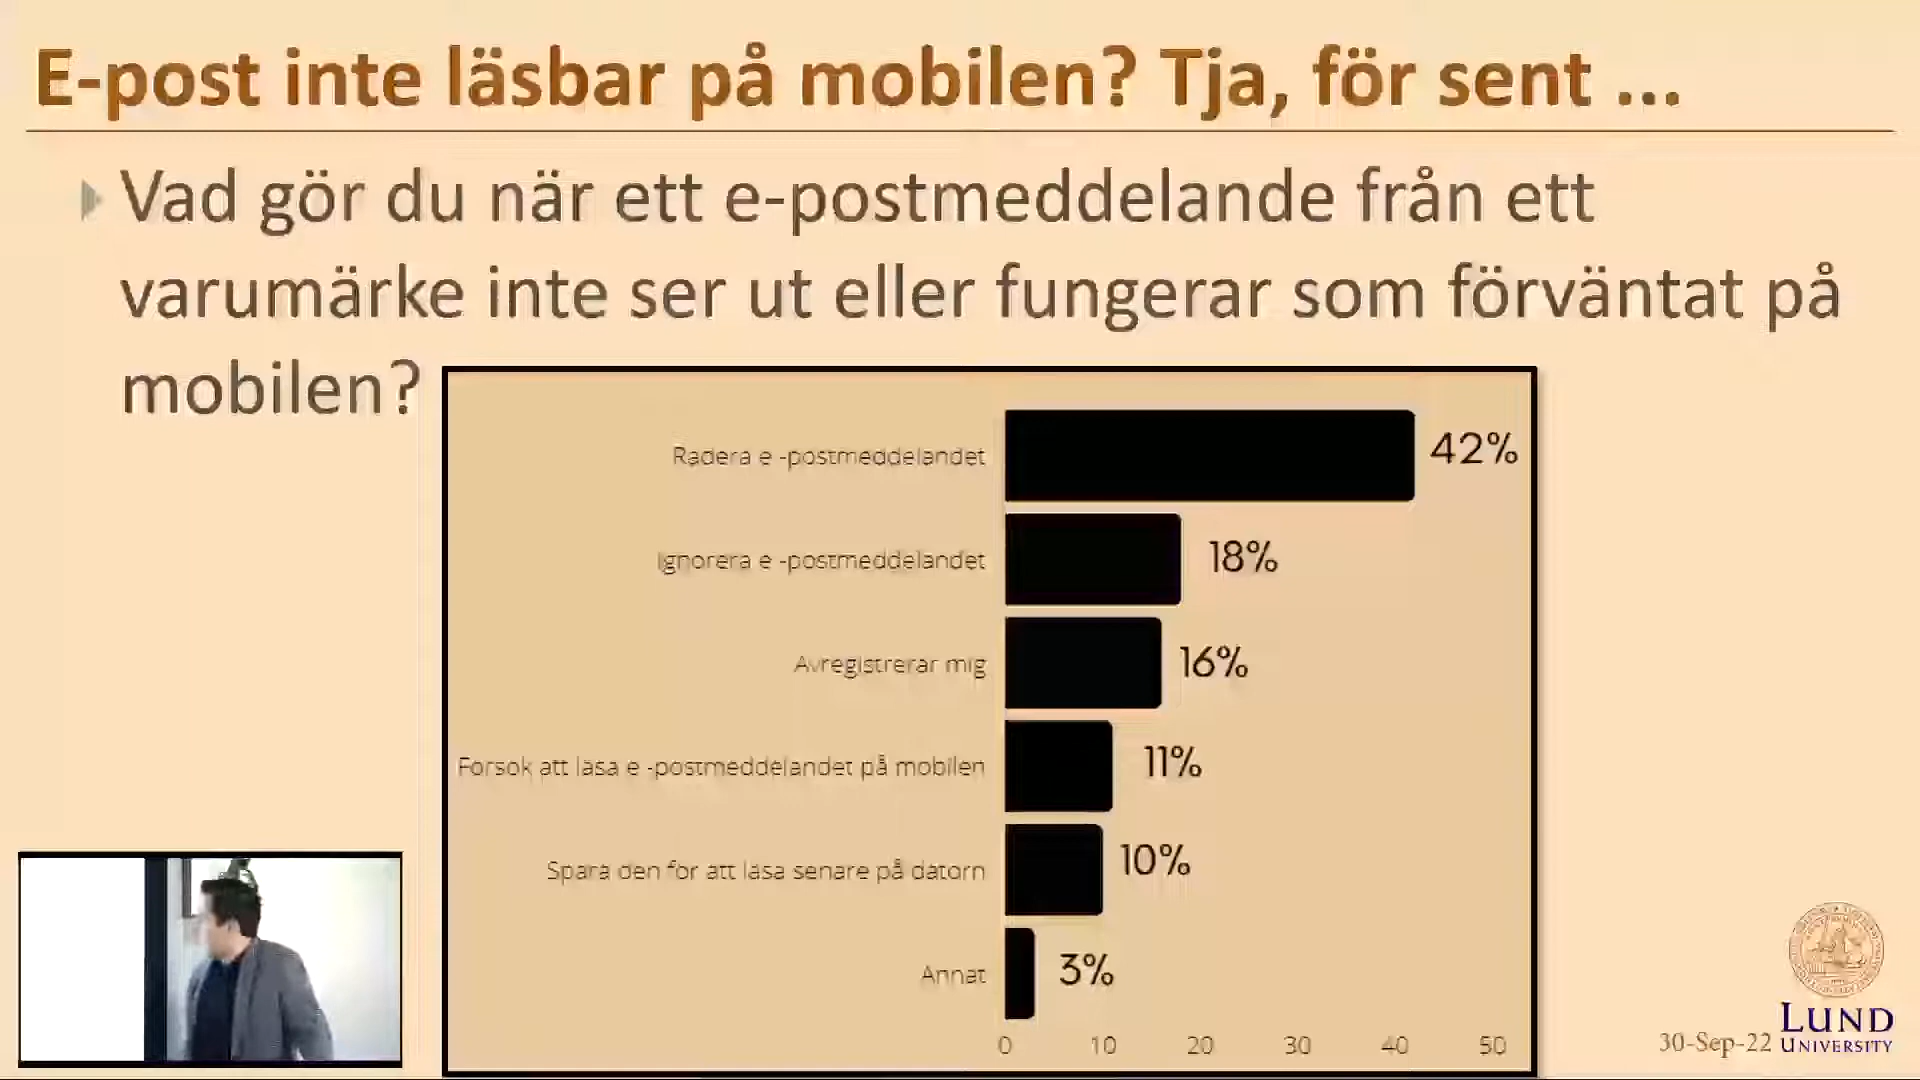 E-post inte läsbar på mobilen? Tja, för sent ...
Vad gör du när ett e-postmeddelande från ett
varumärke inte ser ut eller fungerar som förväntat på
mobilen?
Radera e -postmeddelandet
42%
Ignorera e -postmeddelandet
18%
Avregistrerar mig
16%
Försök att läsa e -postmeddelandet på mobilen
11%
Spara den för att läsa senare på datorn
10%
Annat
3%
0 10 20 30 40 50
30-Sep-22
LUND
UNIVERSITY